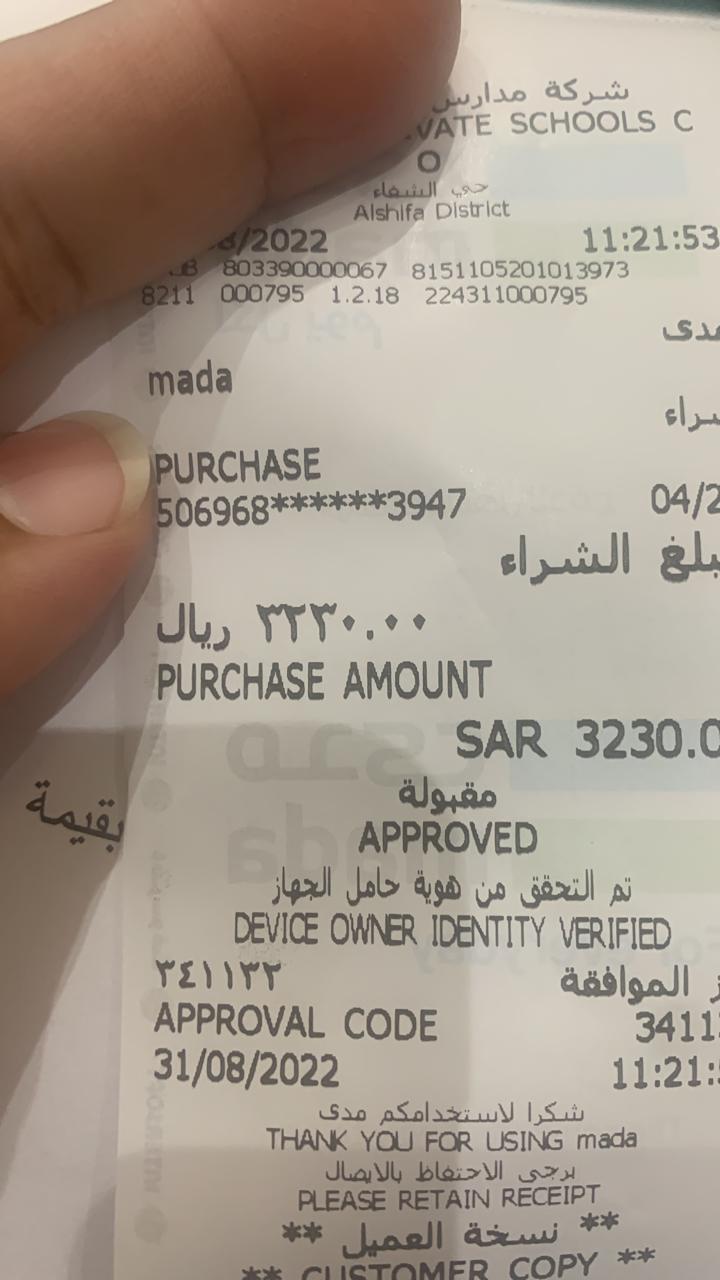 شركة مدارس
SCHOOLS C
O
حي الشفاء
Alshifa District
/2022 11:21:53
803390000067 8151105201013973
8211 000795 1.2.18 224311000795
mada
PURCHASE
506968******3947 04/2
الشراء
٣٢٣٠.٠٠ ريال
PURCHASE AMOUNT
SAR 3230.0
مقبولة
APPROVED
بقيمة
تم التحقق من هوية حامل الجهاز
DEVICE OWNER IDENTITY VERIFIED
الموافقة ٣٤١١٣٢
APPROVAL CODE 3411
31/08/2022 11:21:
شكرا لاستخدامكم مدى
THANK YOU FOR USING mada
يرجى الاحتفاظ بالايصال
PLEASE RETAIN RECEIPT
** نسخة العميل **
** CUSTOMER COPY **